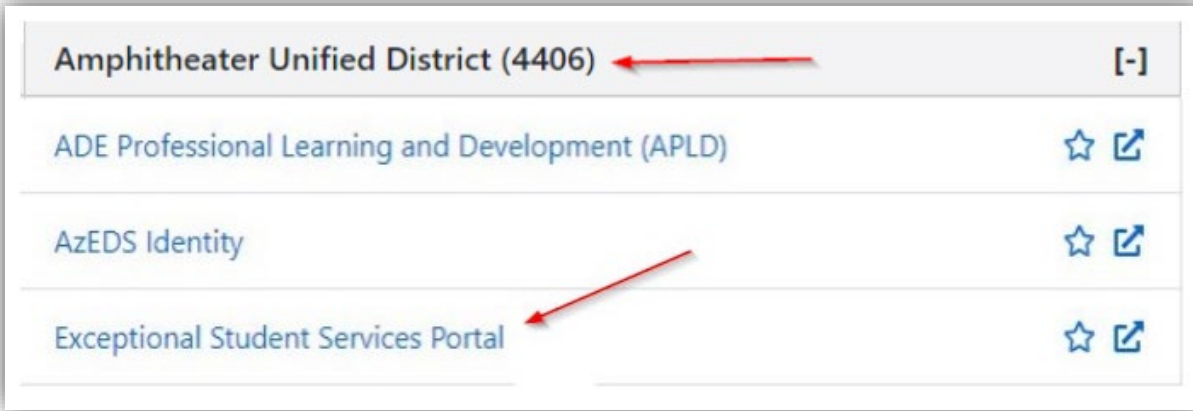 Amphitheater Unified District (4406) [-]
ADE Professional Learning and Development (APLD)
AzEDS Identity
Exceptional Student Services Portal